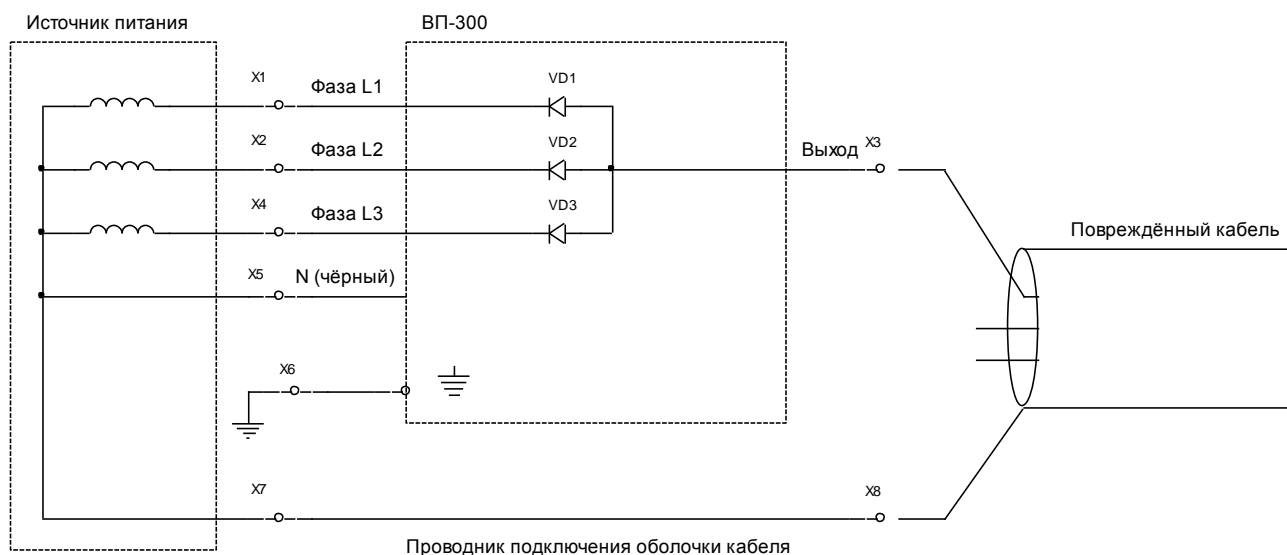 Источник питания
ВП-300
X1
Фаза L1
VD1
X2
Фаза L2
VD2
Выход
X3
X4
Фаза L3
VD3
Повреждённый кабель
X5
N (чёрный)
X6
X7
X8
Проводник подключения оболочки кабеля